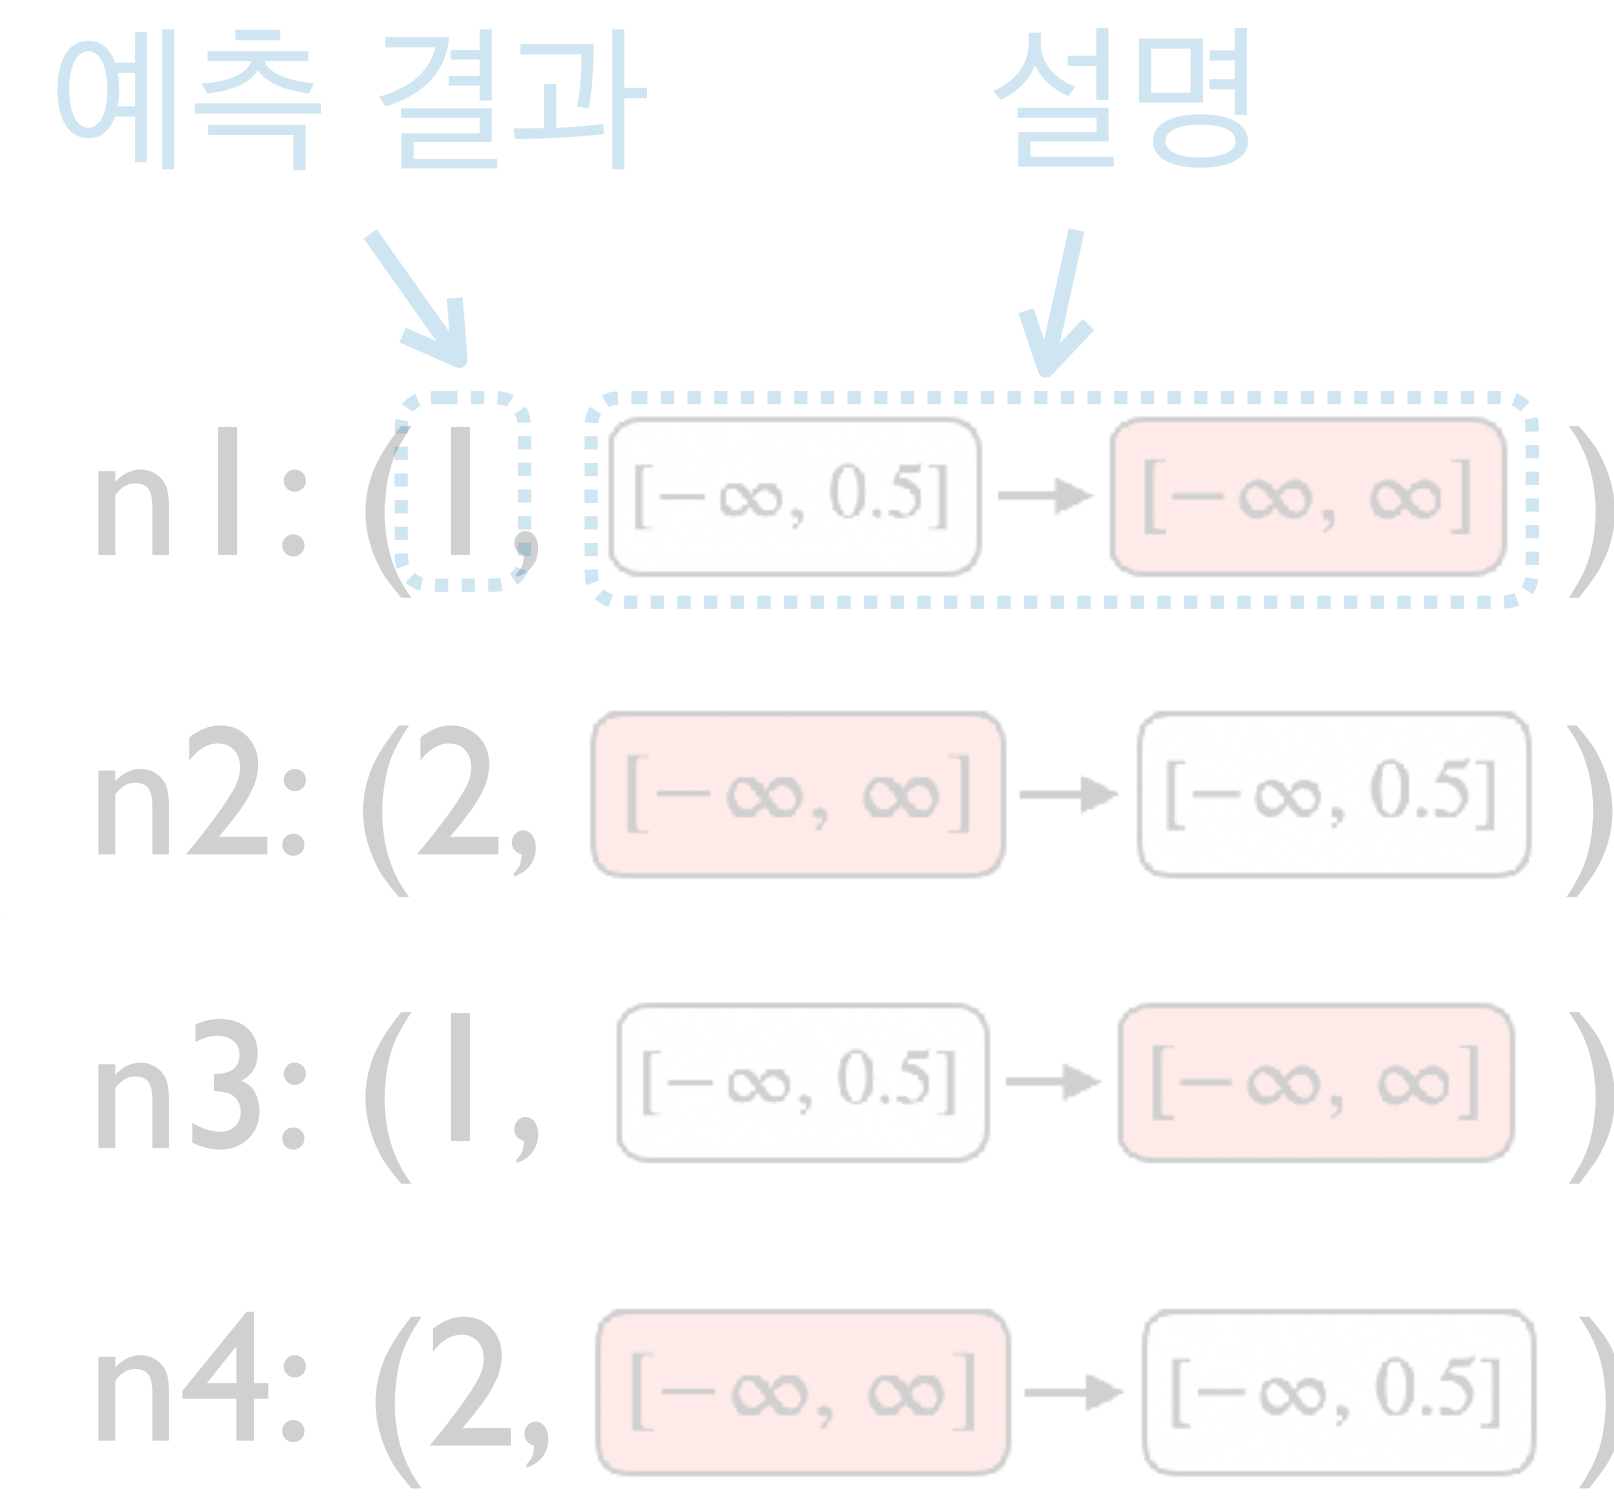 예측 결과 설명
n1: (1, [−∞, 0.5] → [−∞, ∞] )
n2: (2, [−∞, ∞] → [−∞, 0.5] )
n3: (1, [−∞, 0.5] → [−∞, ∞] )
n4: (2, [−∞, ∞] → [−∞, 0.5] )